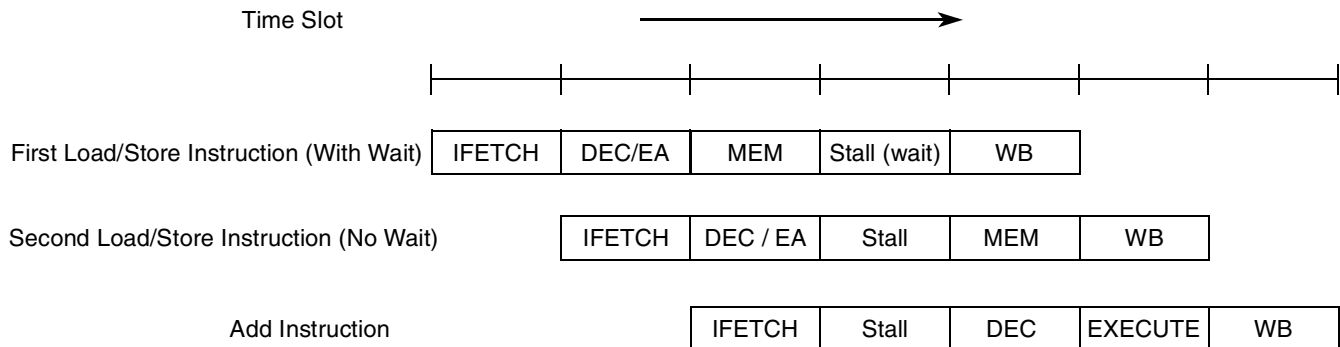 Time Slot
First Load/Store Instruction (With Wait) IFETCH DEC/EA MEM Stall (wait) WB
Second Load/Store Instruction (No Wait) IFETCH DEC / EA Stall MEM WB
Add Instruction IFETCH Stall DEC EXECUTE WB